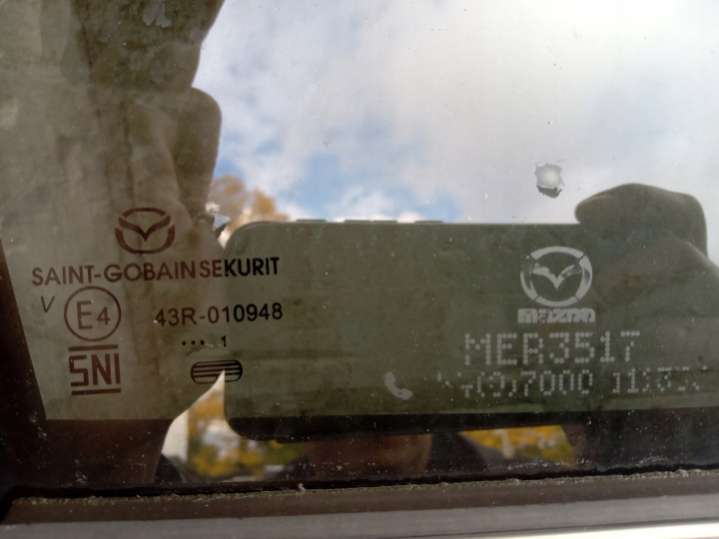 SAINT-GOBAIN SEKURIT
V E4 43R-010948
... 1
SNI
mazda
MER3517